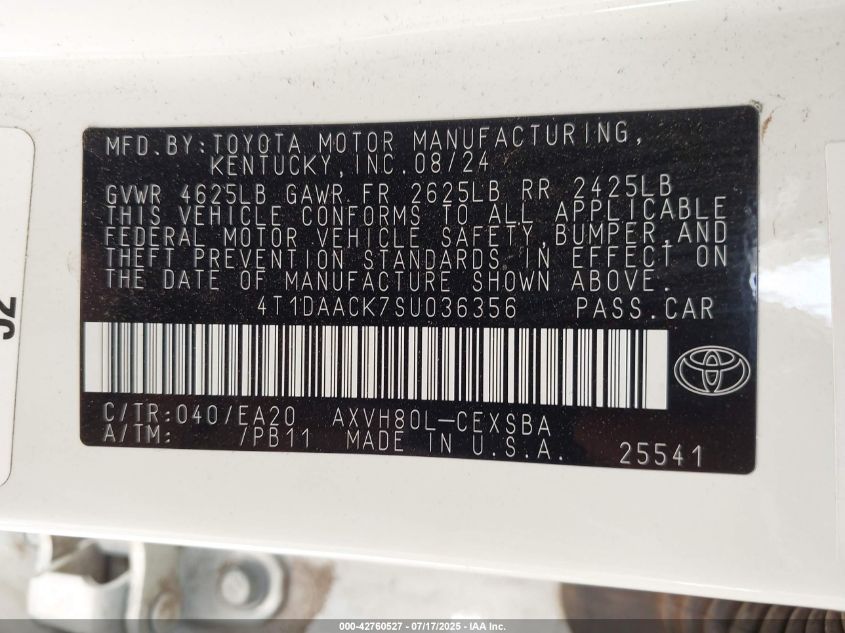 MFD.BY:TOYOTA MOTOR MANUFACTURING,
KENTUCKY,INC.08/24
GVWR 4625LB GAWR FR 2625LB RR 2425LB
THIS VEHICLE CONFORMS TO ALL APPLICABLE
FEDERAL MOTOR VEHICLE SAFETY,BUMPER,AND
THEFT PREVENTION STANDARDS IN EFFECT ON
THE DATE OF MANUFACTURE SHOWN ABOVE.
4T1DAACK7SU036356 PASS.CAR
C/TR:040/EA20 AXVH80L-CEXSBA
A/TM: /PB11 MADE IN U.S.A.
25541
000-42760527 - 07/17/2025 - IAA Inc.